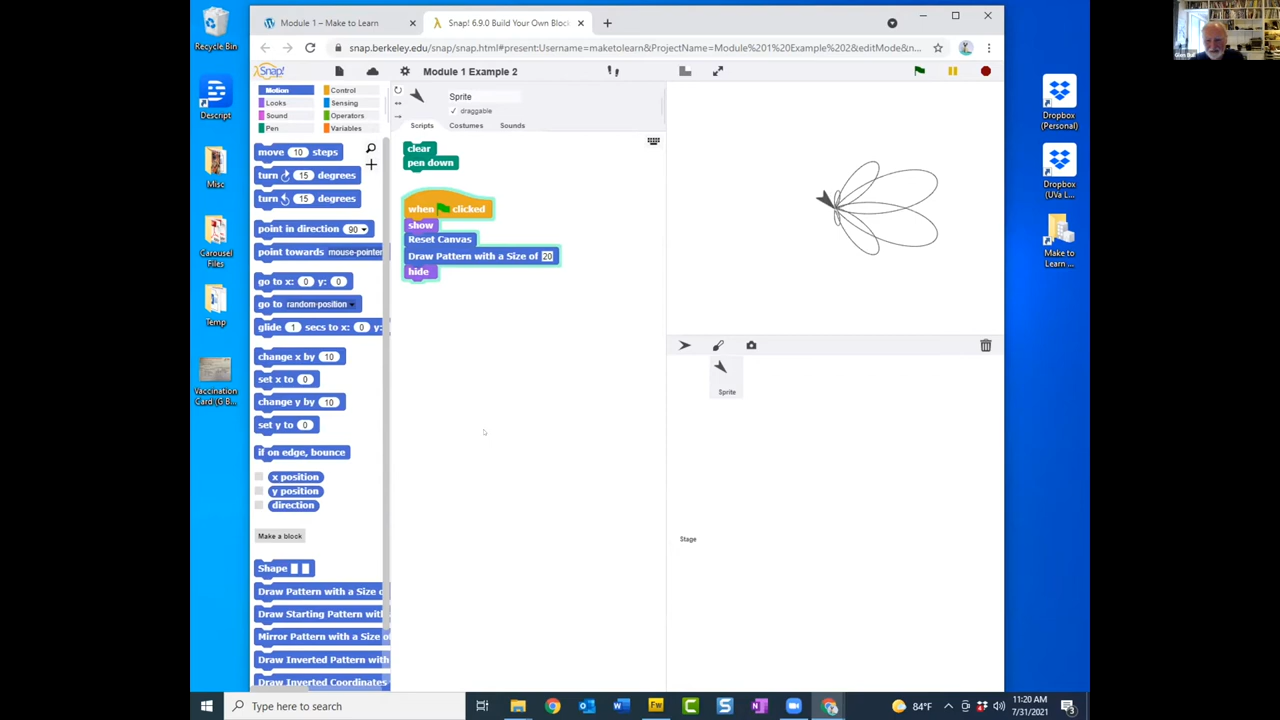 Recycle Bin
Descript
Misc
Carousel
Files
Temp
Vaccination
Card (G B...
Module 1 – Make to Learn
Snap! 6.9.0 Build Your Own Block
snap.berkeley.edu/snap/snap.html#present:Username=maketolearn&ProjectName=Module%201%20Example%202&editMode&n...
Snap!
Module 1 Example 2
Motion
Control
Looks
Sensing
Sound
Operators
Pen
Variables
move 10 steps
turn 15 degrees
turn 15 degrees
point in direction 90
point towards mouse-pointer
go to x: 0 y: 0
go to random-position
glide 1 secs to x: 0 y:
change x by 10
set x to 0
change y by 10
set y to 0
if on edge, bounce
x position
y position
direction
Make a block
Shape
Draw Pattern with a Size o
Draw Starting Pattern with
Mirror Pattern with a Size of
Draw Inverted Pattern with
Draw Inverted Coordinates
Sprite
draggable
Scripts
Costumes
Sounds
clear
pen down
when clicked
show
Reset Canvas
Draw Pattern with a Size of 20
hide
Sprite
Stage
Glen Bull
Dropbox
(Personal)
Dropbox
(UVa L...
Make to
Learn ...
Type here to search
84°F
11:20 AM
7/31/2021
3